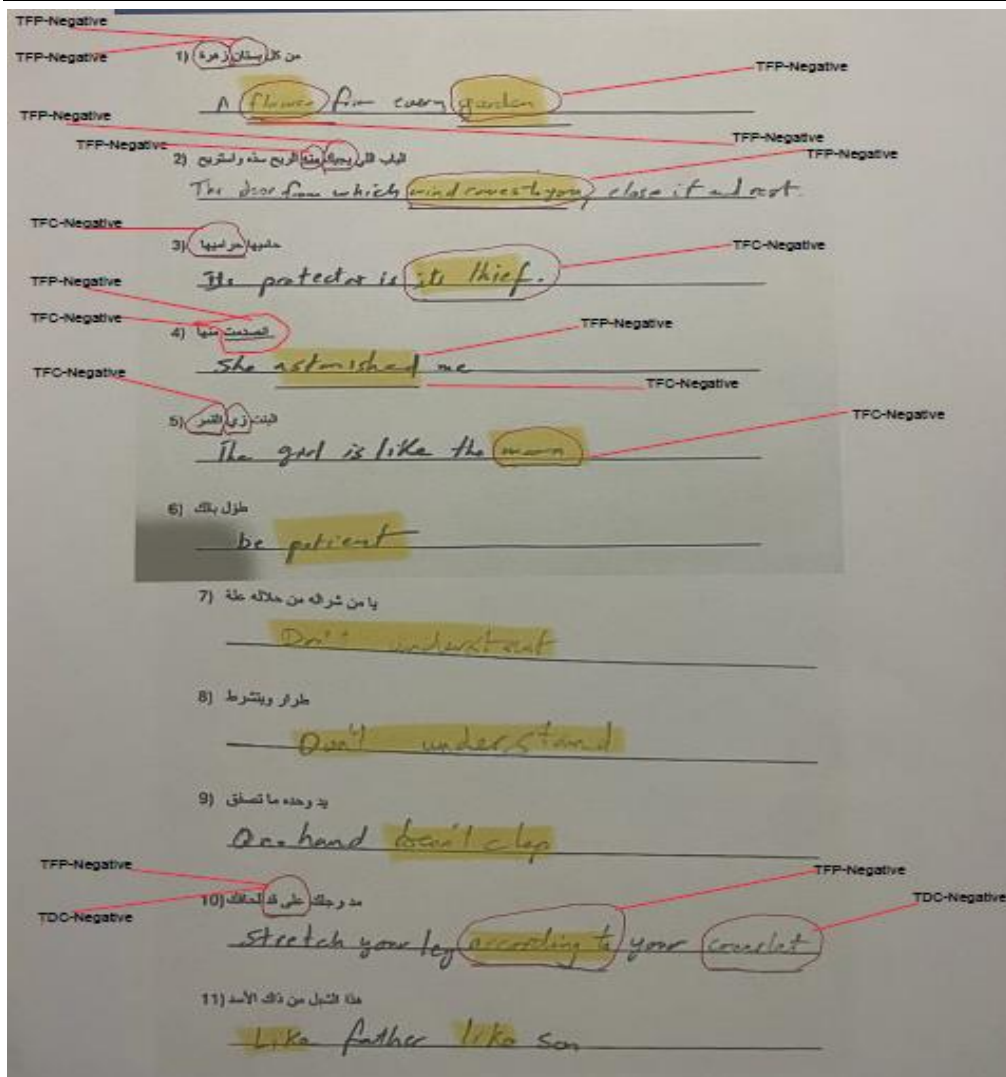 TFP-Negative
TFP-Negative
1) من كل بستان زهرة
TFP-Negative
A flower from every garden
TFP-Negative
TFP-Negative
TFP-Negative
2) الباب اللي يجيك منه الريح سده واستريح
TFP-Negative
The door from which wind comes to you, close if and rest.
TFC-Negative
3) حاميها حراميها
TFC-Negative
Its protector is its thief.
TFP-Negative
TFC-Negative
4) انصدمت منها
TFP-Negative
She astonished me
TFC-Negative
TFC-Negative
5) البنت زي القمر
TFC-Negative
The girl is like the moon
6) طول بالك
be patient
7) يا من شراله من حلاله علة
Don't understant
8) طرار ويتشرط
Don't understand
9) يد وحده ما تصفق
One hand doesn't clap
TFP-Negative
TFP-Negative
10) مد رجلك على قد لحافك
TDC-Negative
TDC-Negative
Stretch your leg according to your
11) هذا الشبل من ذاك الأسد
Like father like son